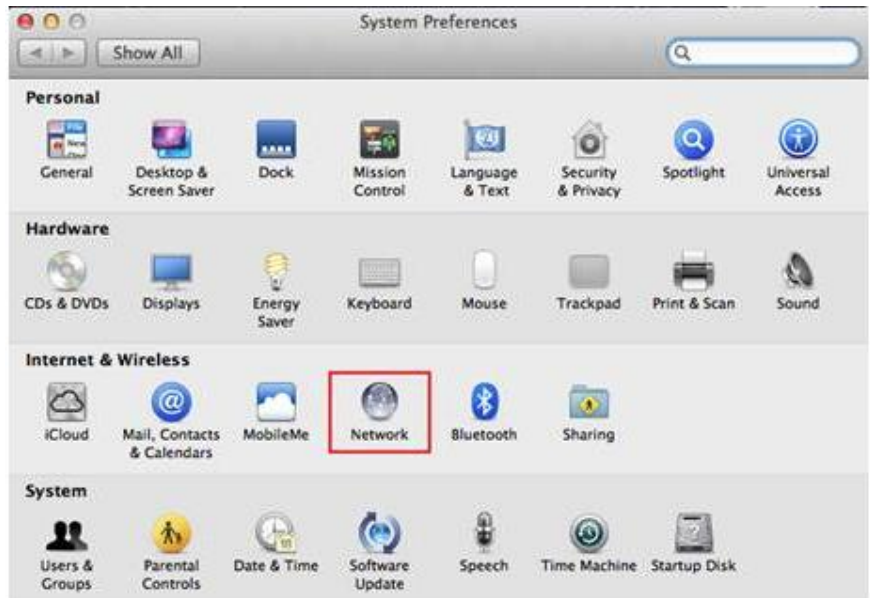 System Preferences
Show All
Personal
General
Desktop &
Screen Saver
Dock
Mission
Control
Language
& Text
Security
& Privacy
Spotlight
Universal
Access
Hardware
CDs & DVDs
Displays
Energy
Saver
Keyboard
Mouse
Trackpad
Print & Scan
Sound
Internet & Wireless
iCloud
Mail, Contacts
& Calendars
MobileMe
Network
Bluetooth
Sharing
System
Users &
Groups
Parental
Controls
Date & Time
Software
Update
Speech
Time Machine
Startup Disk